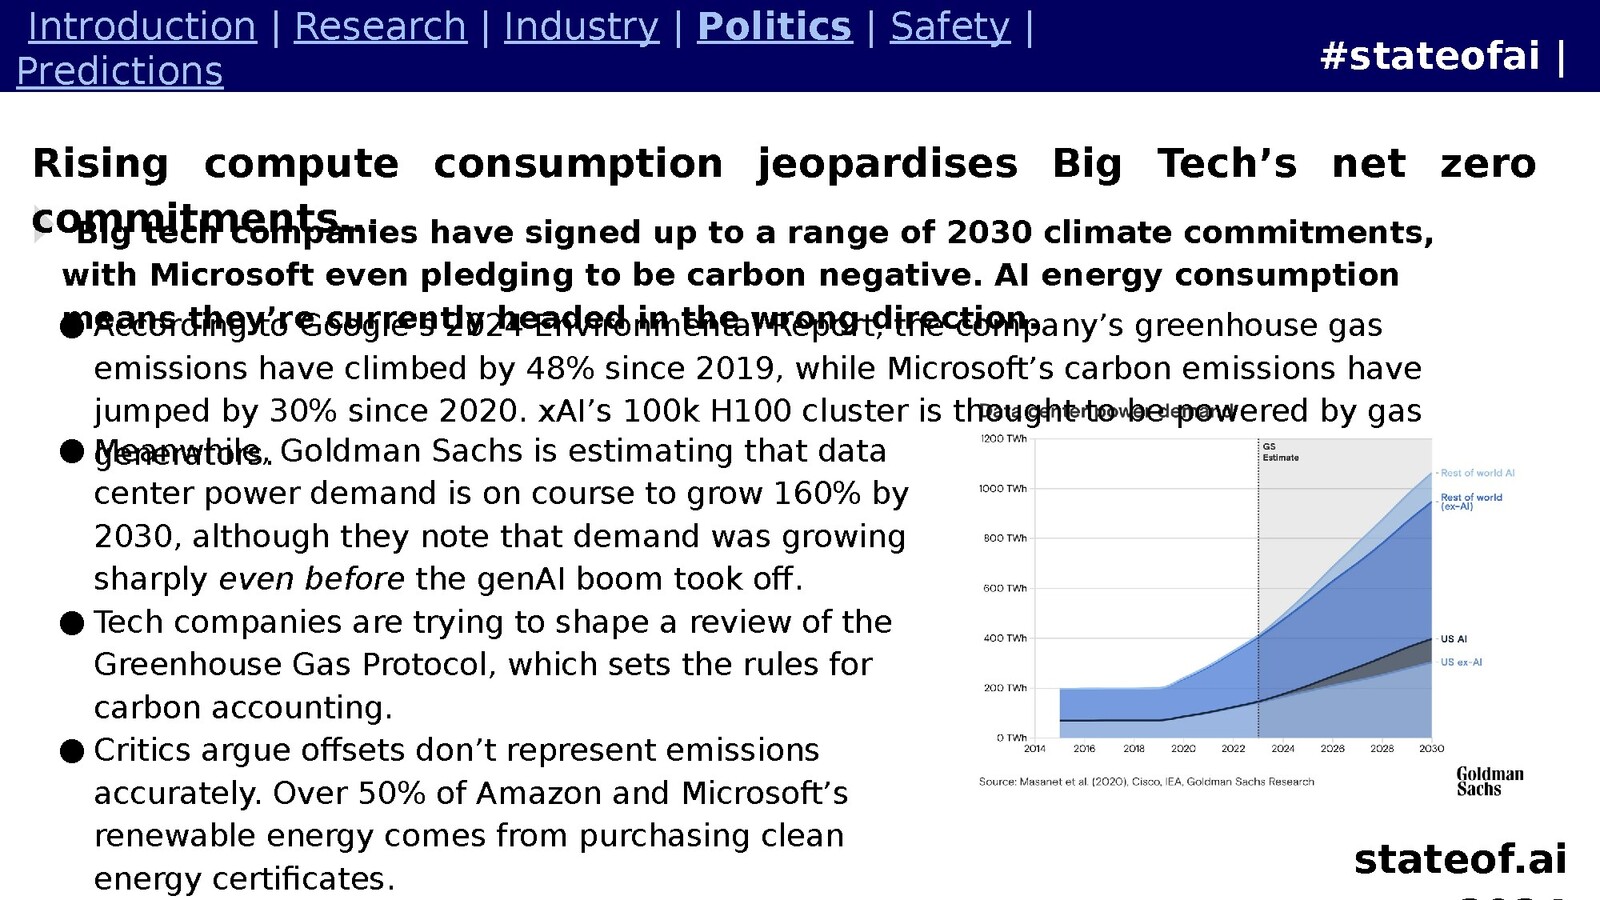 Introduction | Research | Industry | Politics | Safety |
Predictions
#stateofai |
Rising compute consumption jeopardises Big Tech’s net zero
commitments…
Big tech companies have signed up to a range of 2030 climate commitments,
with Microsoft even pledging to be carbon negative. AI energy consumption
means they’re currently headed in the wrong direction.
● According to Google’s 2024 Environmental Report, the company’s greenhouse gas
emissions have climbed by 48% since 2019, while Microsoft’s carbon emissions have
jumped by 30% since 2020. xAI’s 100k H100 cluster is thought to be powered by gas
generators.
● Meanwhile, Goldman Sachs is estimating that data
center power demand is on course to grow 160% by
2030, although they note that demand was growing
sharply even before the genAI boom took off.
● Tech companies are trying to shape a review of the
Greenhouse Gas Protocol, which sets the rules for
carbon accounting.
● Critics argue offsets don’t represent emissions
accurately. Over 50% of Amazon and Microsoft’s
renewable energy comes from purchasing clean
energy certificates.
Data center power demand
1200 TWh
1000 TWh
800 TWh
600 TWh
400 TWh
200 TWh
0 TWh
GS
Estimate
Rest of world AI
Rest of world
(ex-AI)
US AI
US ex-AI
2014 2016 2018 2020 2022 2024 2026 2028 2030
Source: Masanet et al. (2020), Cisco, IEA, Goldman Sachs Research
Goldman
Sachs
stateof.ai